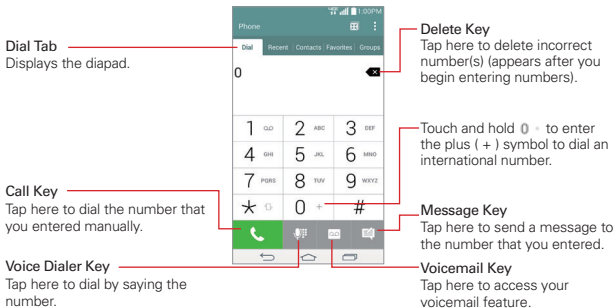 Dial Tab
Displays the diapad.
Call Key
Tap here to dial the number that
you entered manually.
Voice Dialer Key
Tap here to dial by saying the
number.
1:00PM
Phone
Dial Recent Contacts Favorites Groups
0
1 2 ABC 3 DEF
4 GHI 5 JKL 6 MNO
7 PQRS 8 TUV 9 WXYZ
* 0 + #
Delete Key
Tap here to delete incorrect
number(s) (appears after you
begin entering numbers).
Touch and hold 0 + to enter
the plus ( + ) symbol to dial an
international number.
Message Key
Tap here to send a message to
the number that you entered.
Voicemail Key
Tap here to access your
voicemail feature.